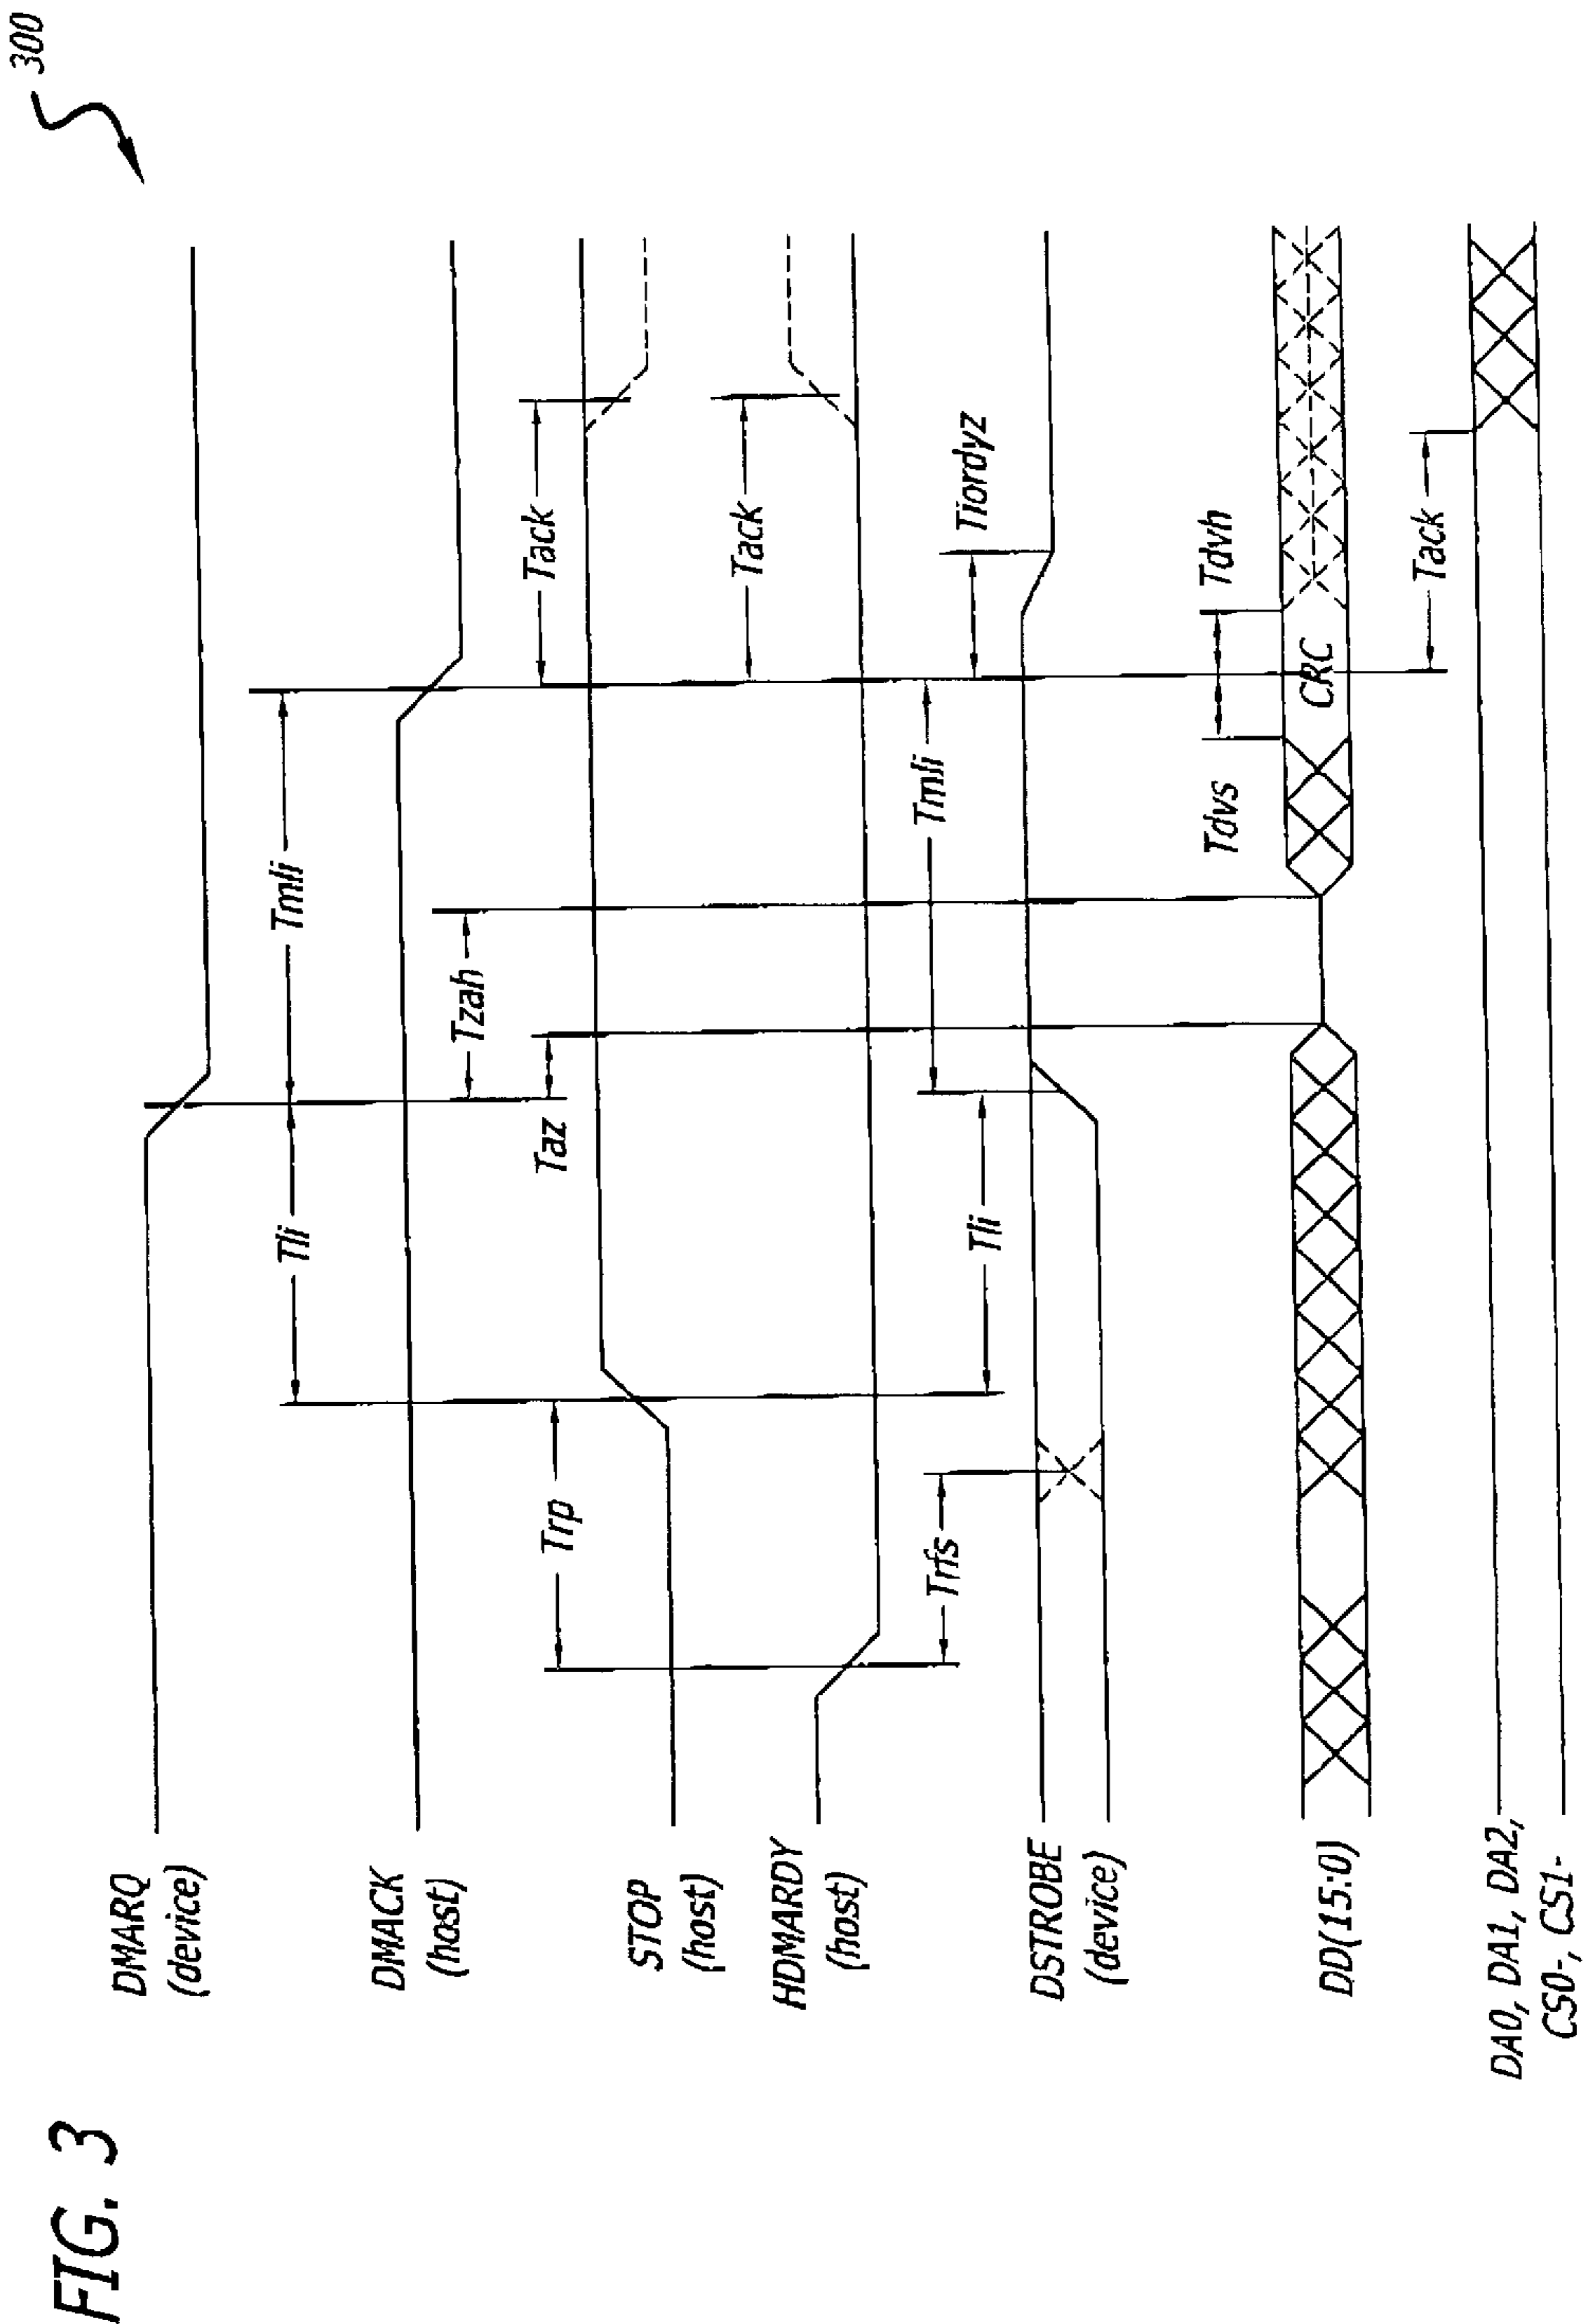 FIG. 3
300
DMARQ
(device)
DMACK
(host)
STOP
(host)
HDMARDY
(host)
DSTROBE
(device)
DD(15:0)
DA0, DA1, DA2,
CS0-, CS1-
Tli
Tmli
Tzah
Taz
Trp
Tack
Tack
Trfs
Tli
Tmli
Tiordyz
Tdvs
Tdvh
CRC
Tack